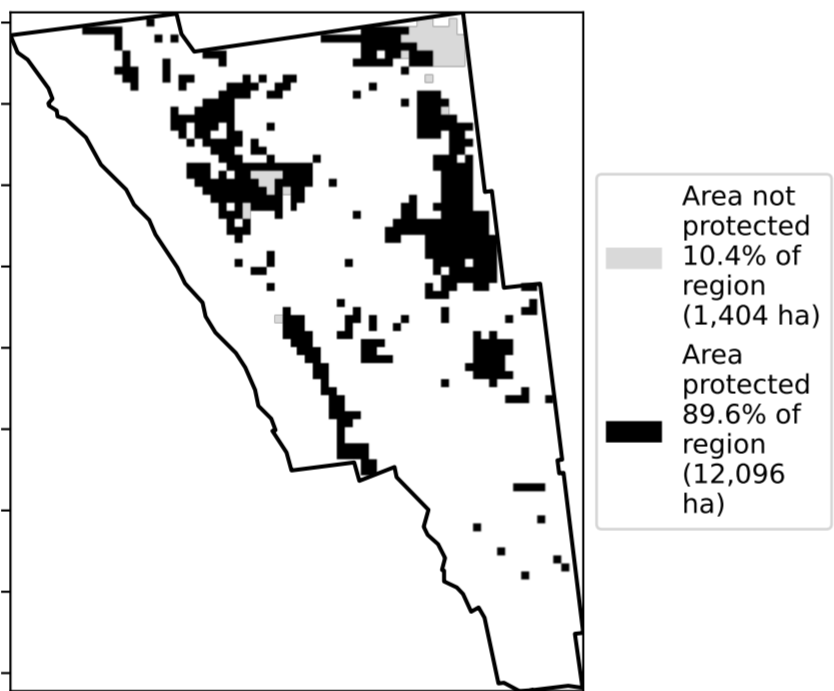 Area not
protected
10.4% of
region
(1,404 ha)
Area
protected
89.6% of
region
(12,096
ha)